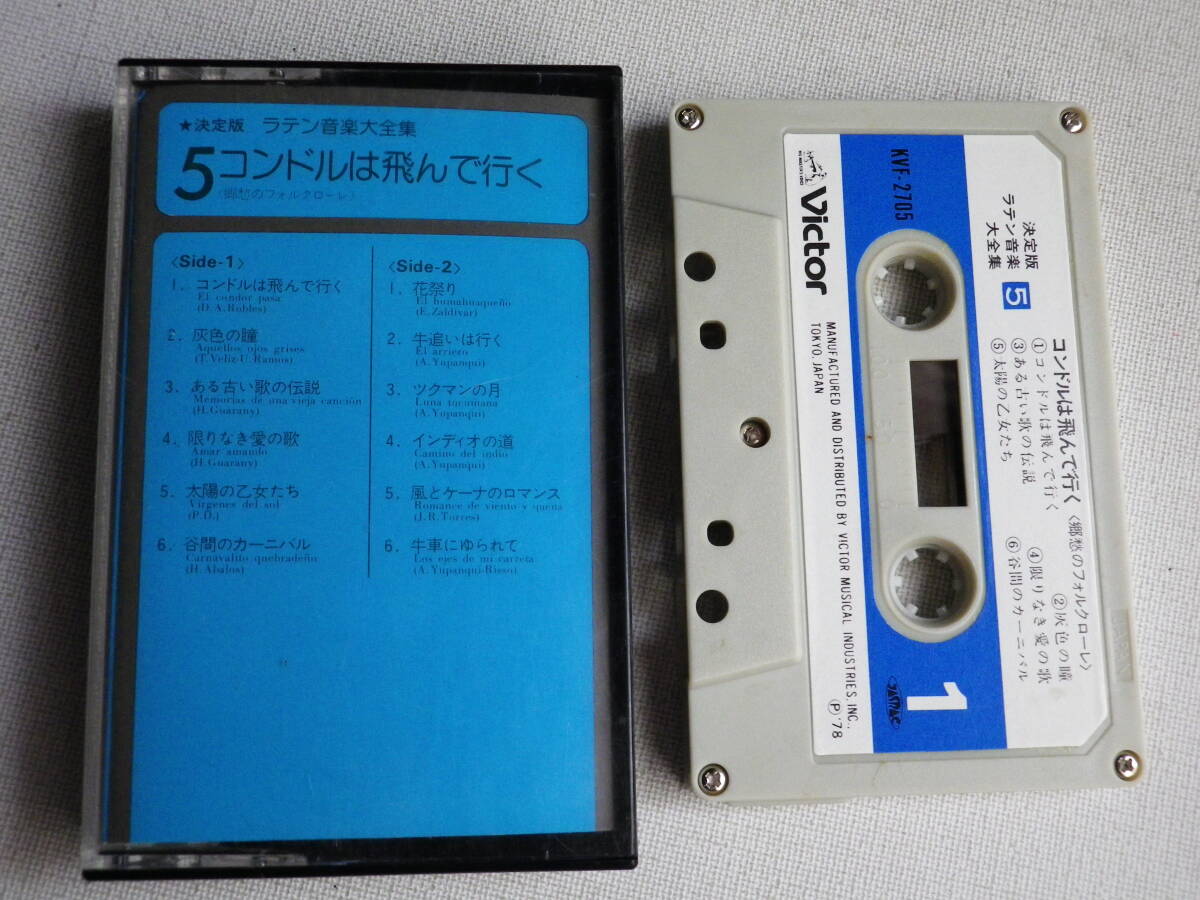 ★決定版 ラテン音楽大全集
5 コンドルは飛んで行く
〈郷愁のフォルクローレ〉
〈Side-1〉
1. コンドルは飛んで行く
El condor pasa
(D.A.Robles)
2. 灰色の瞳
Aquellos ojos grises
(T.Veliz-U.Ramos)
3. ある古い歌の伝説
Memorias de una vieja canción
(H.Guarany)
4. 限りなき愛の歌
Amar amando
(H.Guarany)
5. 太陽の乙女たち
Virgenes del sol
(P.D.)
6. 谷間のカーニバル
Carnavalito quebradeño
(H.Abalos)
〈Side-2〉
1. 花祭り
El humahuaqueño
(E.Zaldivar)
2. 牛追いは行く
El arriero
(A.Yupanqui)
3. ツクマンの月
Luna tucumana
(A.Yupanqui)
4. インディオの道
Camino del indio
(A.Yupanqui)
5. 風とケーナのロマンス
Romance de viento y quena
(J.R.Torres)
6. 牛車にゆられて
Los ejes de mi carreta
(A.Yupanqui-Risso)
決定版
ラテン音楽
大全集
5
コンドルは飛んで行く〈郷愁のフォルクローレ〉
①コンドルは飛んで行く ②灰色の瞳
③ある古い歌の伝説 ④限りなき愛の歌
⑤太陽の乙女たち ⑥谷間のカーニバル
KVF-2705
1
JASRAC
Victor
MANUFACTURED AND DISTRIBUTED BY VICTOR MUSICAL INDUSTRIES, INC.,
TOKYO, JAPAN
Ⓟ'78